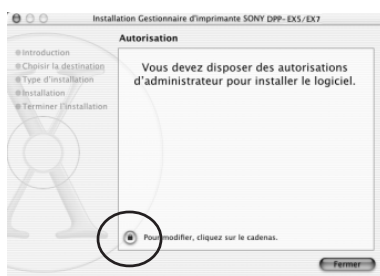 Installation Gestionnaire d'imprimante SONY DPP-EX5/EX7
Autorisation
Introduction
Choisir la destination
Type d'installation
Installation
Terminer l'installation
Vous devez disposer des autorisations
d'administrateur pour installer le logiciel.
Pour modifier, cliquez sur le cadenas.
Fermer